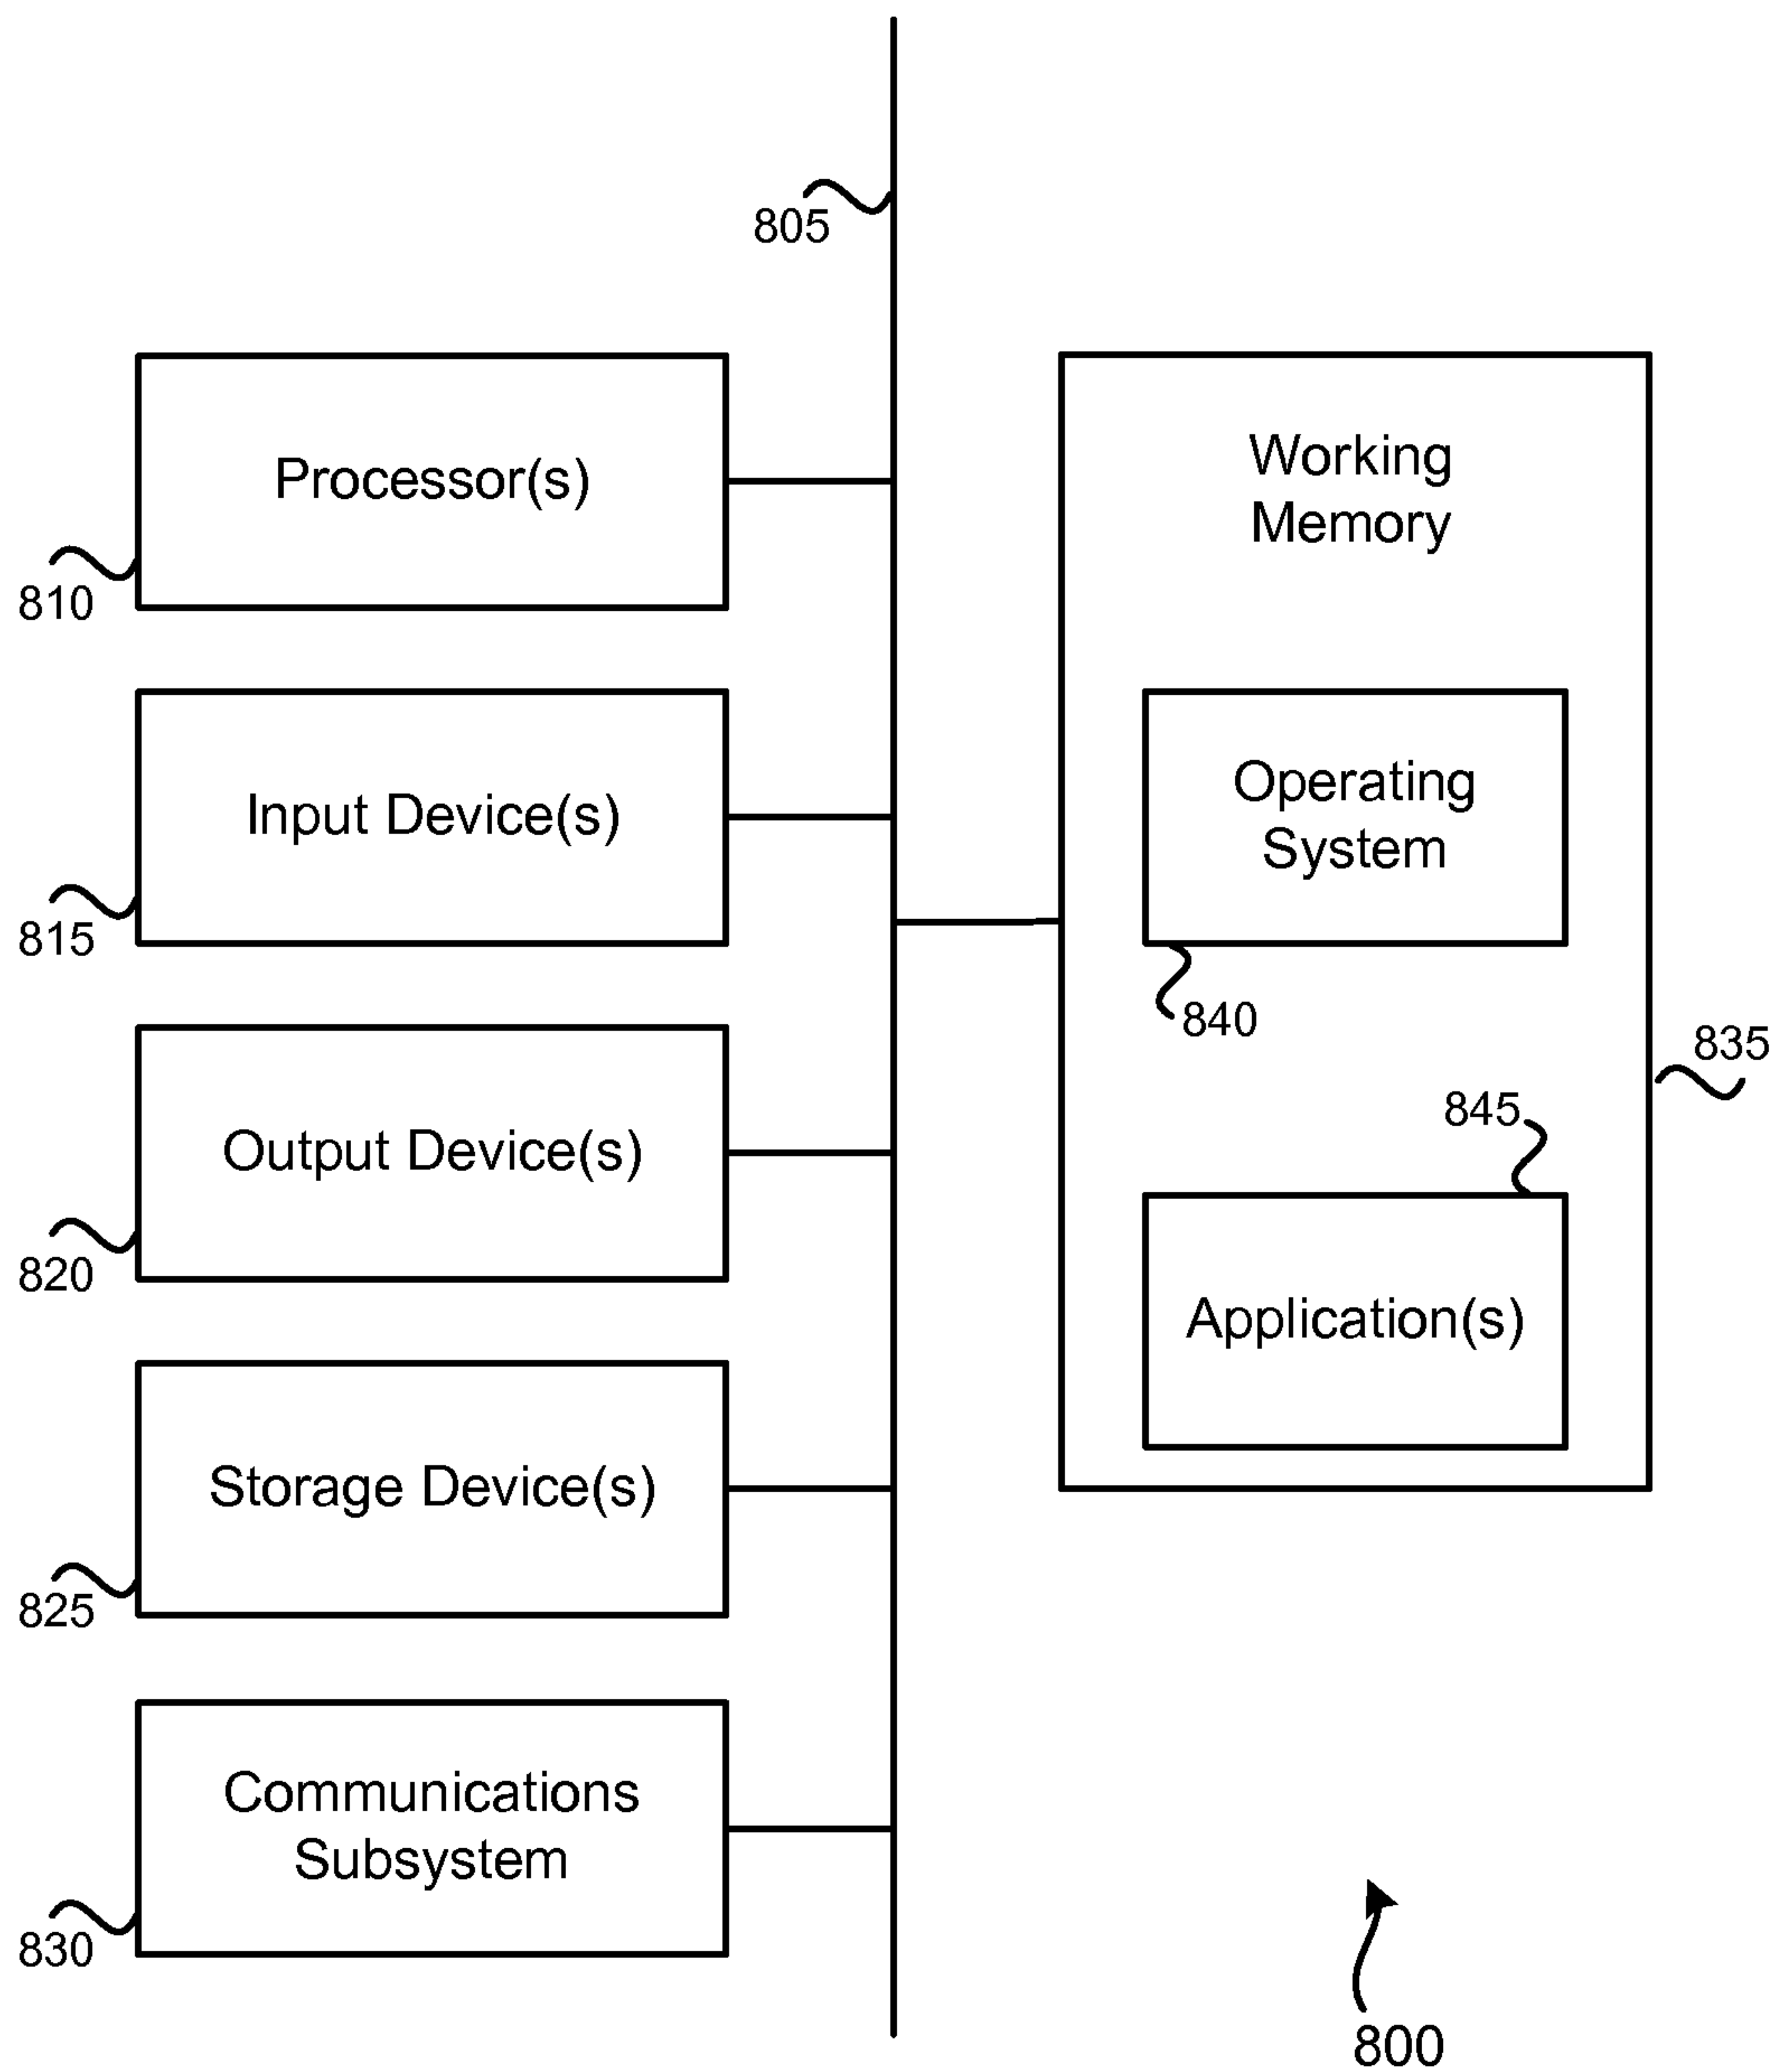 805
Processor(s)
810
Input Device(s)
815
Output Device(s)
820
Storage Device(s)
825
Communications
Subsystem
830
Working
Memory
Operating
System
840
835
845
Application(s)
800